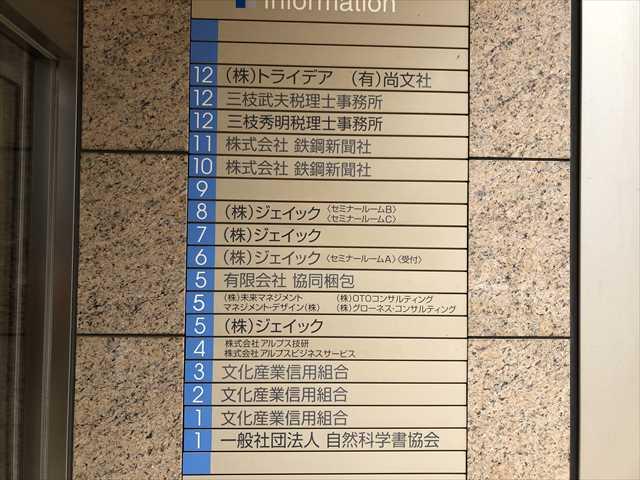 Information
12 (株)トライデア (有)尚文社
12 三枝武夫税理士事務所
12 三枝秀明税理士事務所
11 株式会社 鉄鋼新聞社
10 株式会社 鉄鋼新聞社
9
8 (株)ジェイック 〈セミナールームB〉
〈セミナールームC〉
7 (株)ジェイック
6 (株)ジェイック 〈セミナールームA〉〈受付〉
5 有限会社 協同梱包
5 (株)未来マネジメント (株)OTOコンサルティング
マネジメント・デザイン(株) (株)グローネス・コンサルティング
5 (株)ジェイック
4 株式会社アルプス技研
株式会社アルプスビジネスサービス
3 文化産業信用組合
2 文化産業信用組合
1 文化産業信用組合
1 一般社団法人 自然科学書協会